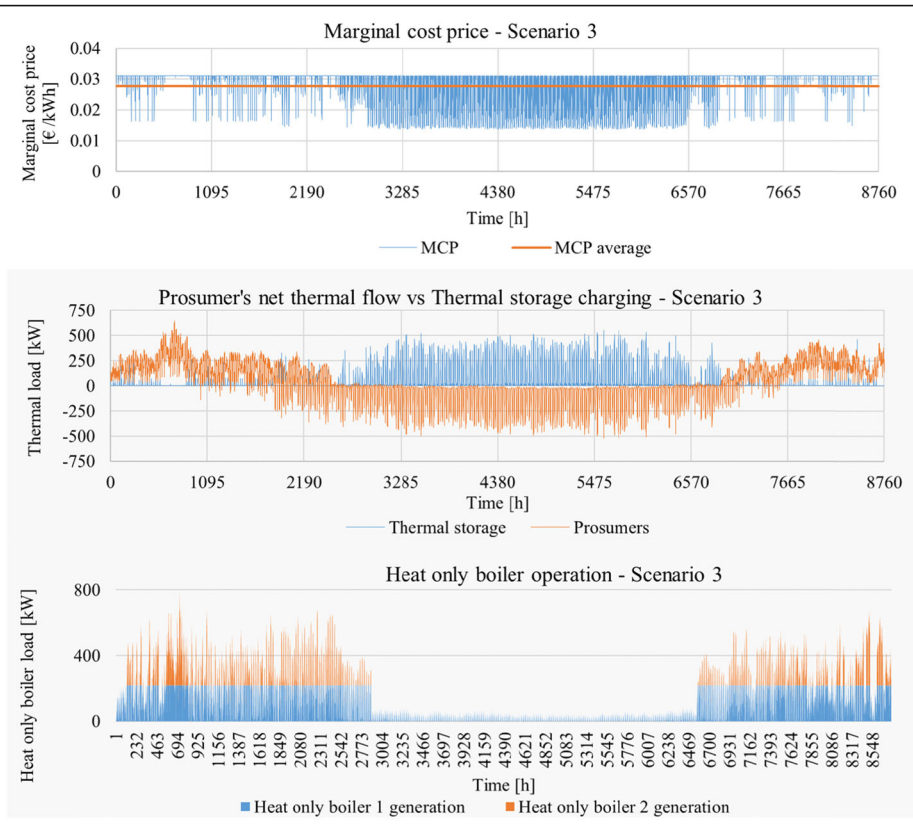 Marginal cost price - Scenario 3
Marginal cost price
[€ /kWh]
0.04
0.03
0.02
0.01
0
0 1095 2190 3285 4380 5475 6570 7665 8760
Time [h]
MCP MCP average
Prosumer's net thermal flow vs Thermal storage charging - Scenario 3
Thermal load [kW]
750
500
250
0
-250
-500
-750
0 1095 2190 3285 4380 5475 6570 7665 8760
Time [h]
Thermal storage Prosumers
Heat only boiler operation - Scenario 3
Heat only boiler load [kW]
800
400
0
1 232 463 694 925 1156 1387 1618 1849 2080 2311 2542 2773 3004 3235 3466 3697 3928 4159 4390 4621 4852 5083 5314 5545 5776 6007 6238 6469 6700 6931 7162 7393 7624 7855 8086 8317 8548
Time [h]
Heat only boiler 1 generation Heat only boiler 2 generation